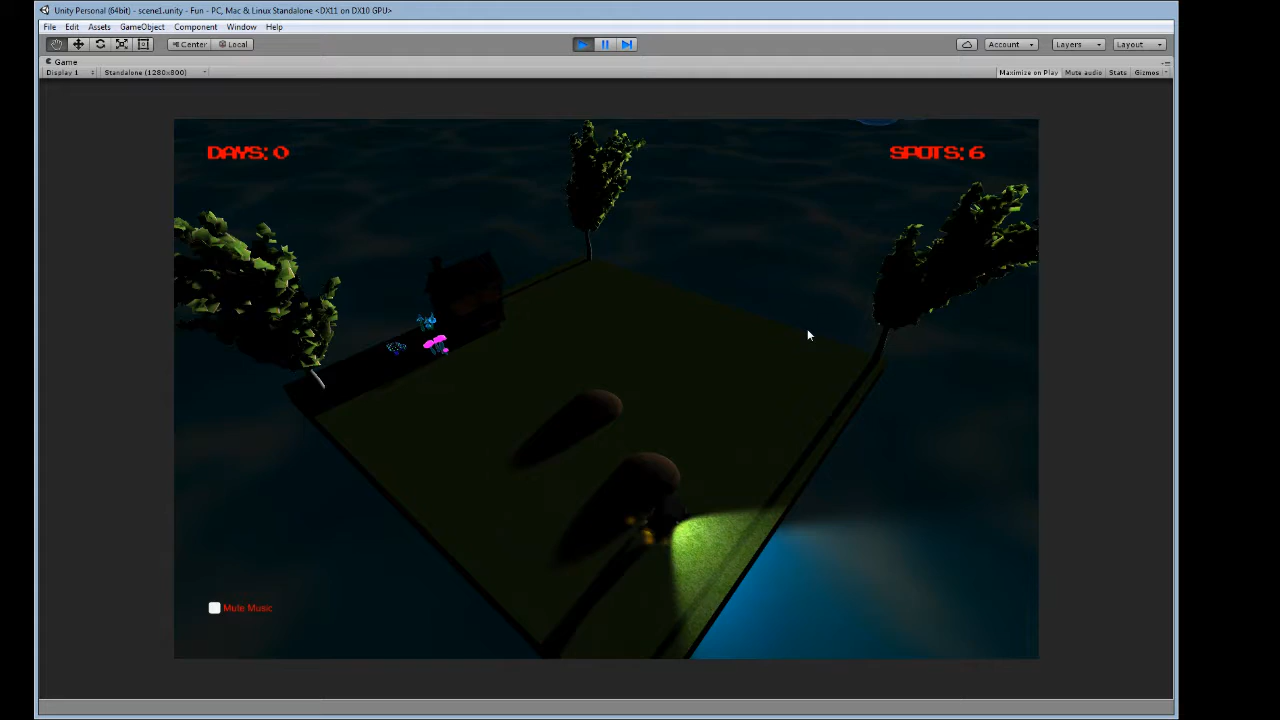 Unity Personal (64bit) - scene1.unity - Fun - PC, Mac & Linux Standalone <DX11 on DX10 GPU>
File Edit Assets GameObject Component Window Help
Center Local Account Layers Layout
Game
Display 1 Standalone (1280x800) Maximize on Play Mute audio Stats Gizmos
DAYS: 0 SPOTS: 6
Mute Music